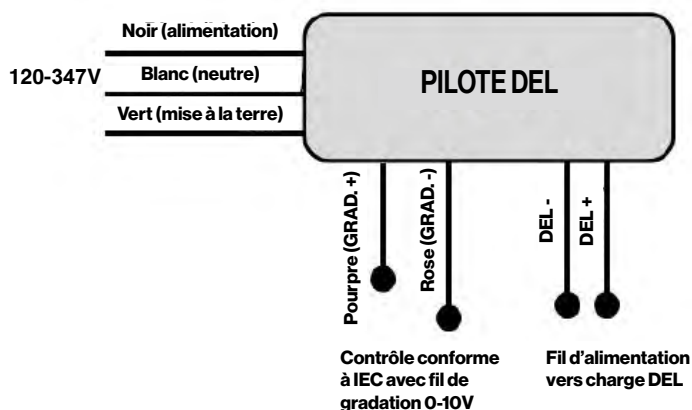 Noir (alimentation)
120-347V
Blanc (neutre)
Vert (mise à la terre)
PILOTE DEL
Pourpre (GRAD. +)
Rose (GRAD. -)
DEL -
DEL +
Contrôle conforme
à IEC avec fil de
gradation 0-10V
Fil d'alimentation
vers charge DEL